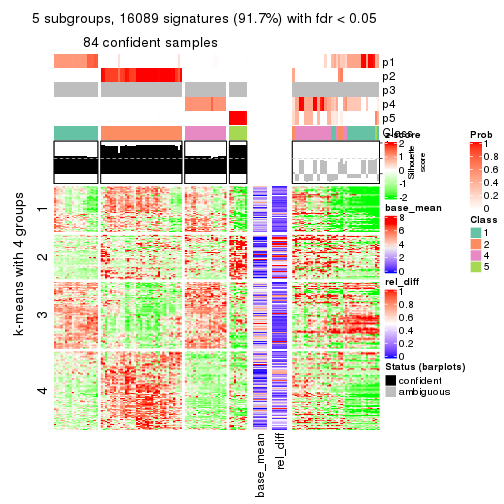 5 subgroups, 16089 signatures (91.7%) with fdr < 0.05
84 confident samples
p1
p2
p3
p4
p5
Class
z-score
2
1
0
-1
-2
Silhouette
score
Prob
1
0.8
0.6
0.4
0.2
0
base_mean
8
6
4
2
0
Class
1
2
4
5
rel_diff
1
0.8
0.6
0.4
0.2
0
Status (barplots)
confident
ambiguous
k-means with 4 groups
1
2
3
4
base_mean
rel_diff